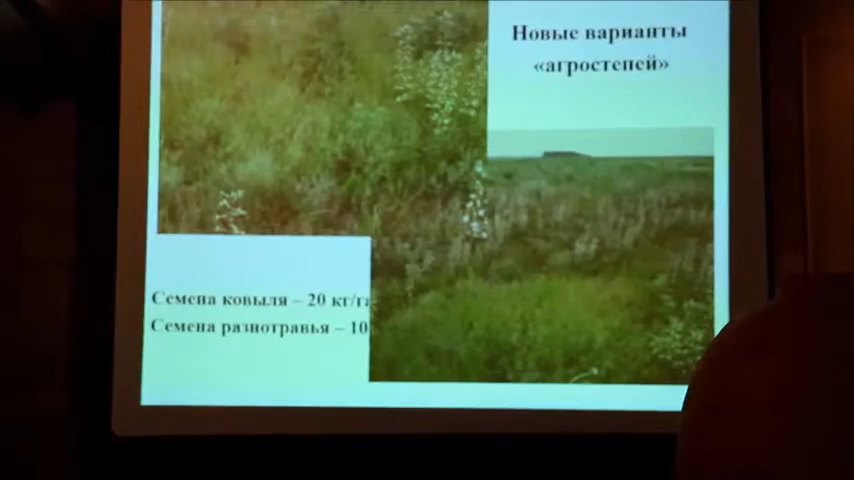 Новые варианты
«агростепей»
Семена ковыля – 20 кг/га
Семена разнотравья – 10